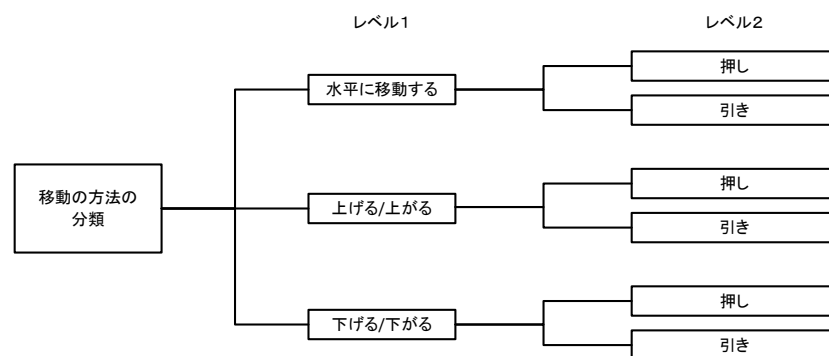 レベル1
レベル2
移動の方法の
分類
水平に移動する
押し
引き
上げる/上がる
押し
引き
下げる/下がる
押し
引き